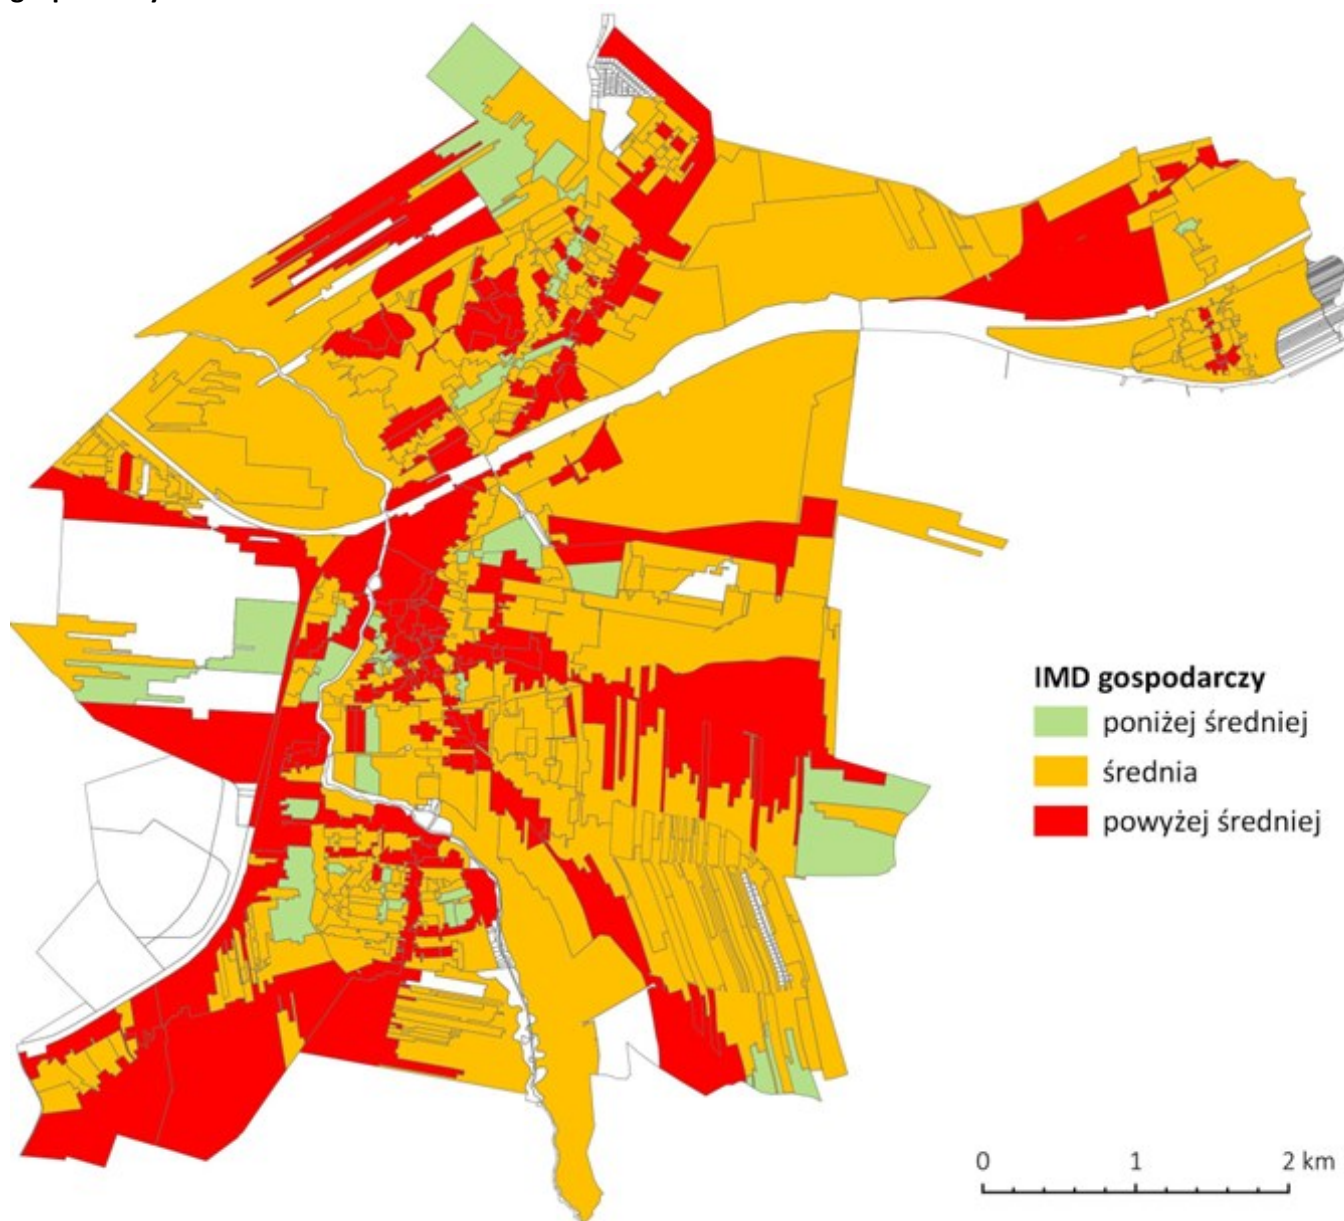 IMD gospodarczy
poniżej średniej
średnia
powyżej średniej
0 1 2 km